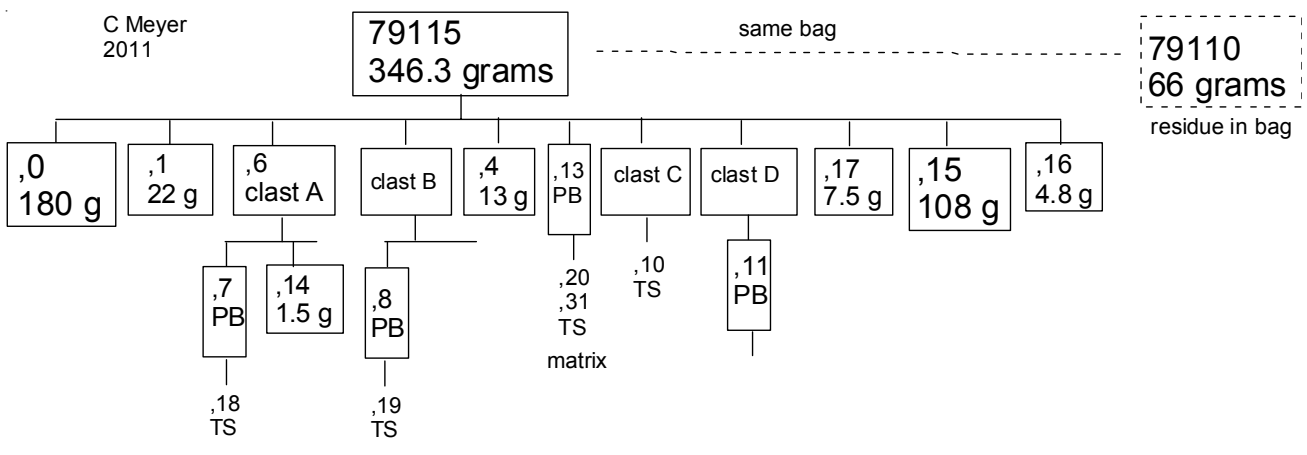 C Meyer
2011
79115
346.3 grams
same bag
79110
66 grams
residue in bag
,0
180 g
,1
22 g
,6
clast A
clast B
,4
13 g
,13
PB
clast C
clast D
,17
7.5 g
,15
108 g
,16
4.8 g
,7
PB
,14
1.5 g
,8
PB
,20
,31
TS
matrix
,10
TS
,11
PB
,18
TS
,19
TS